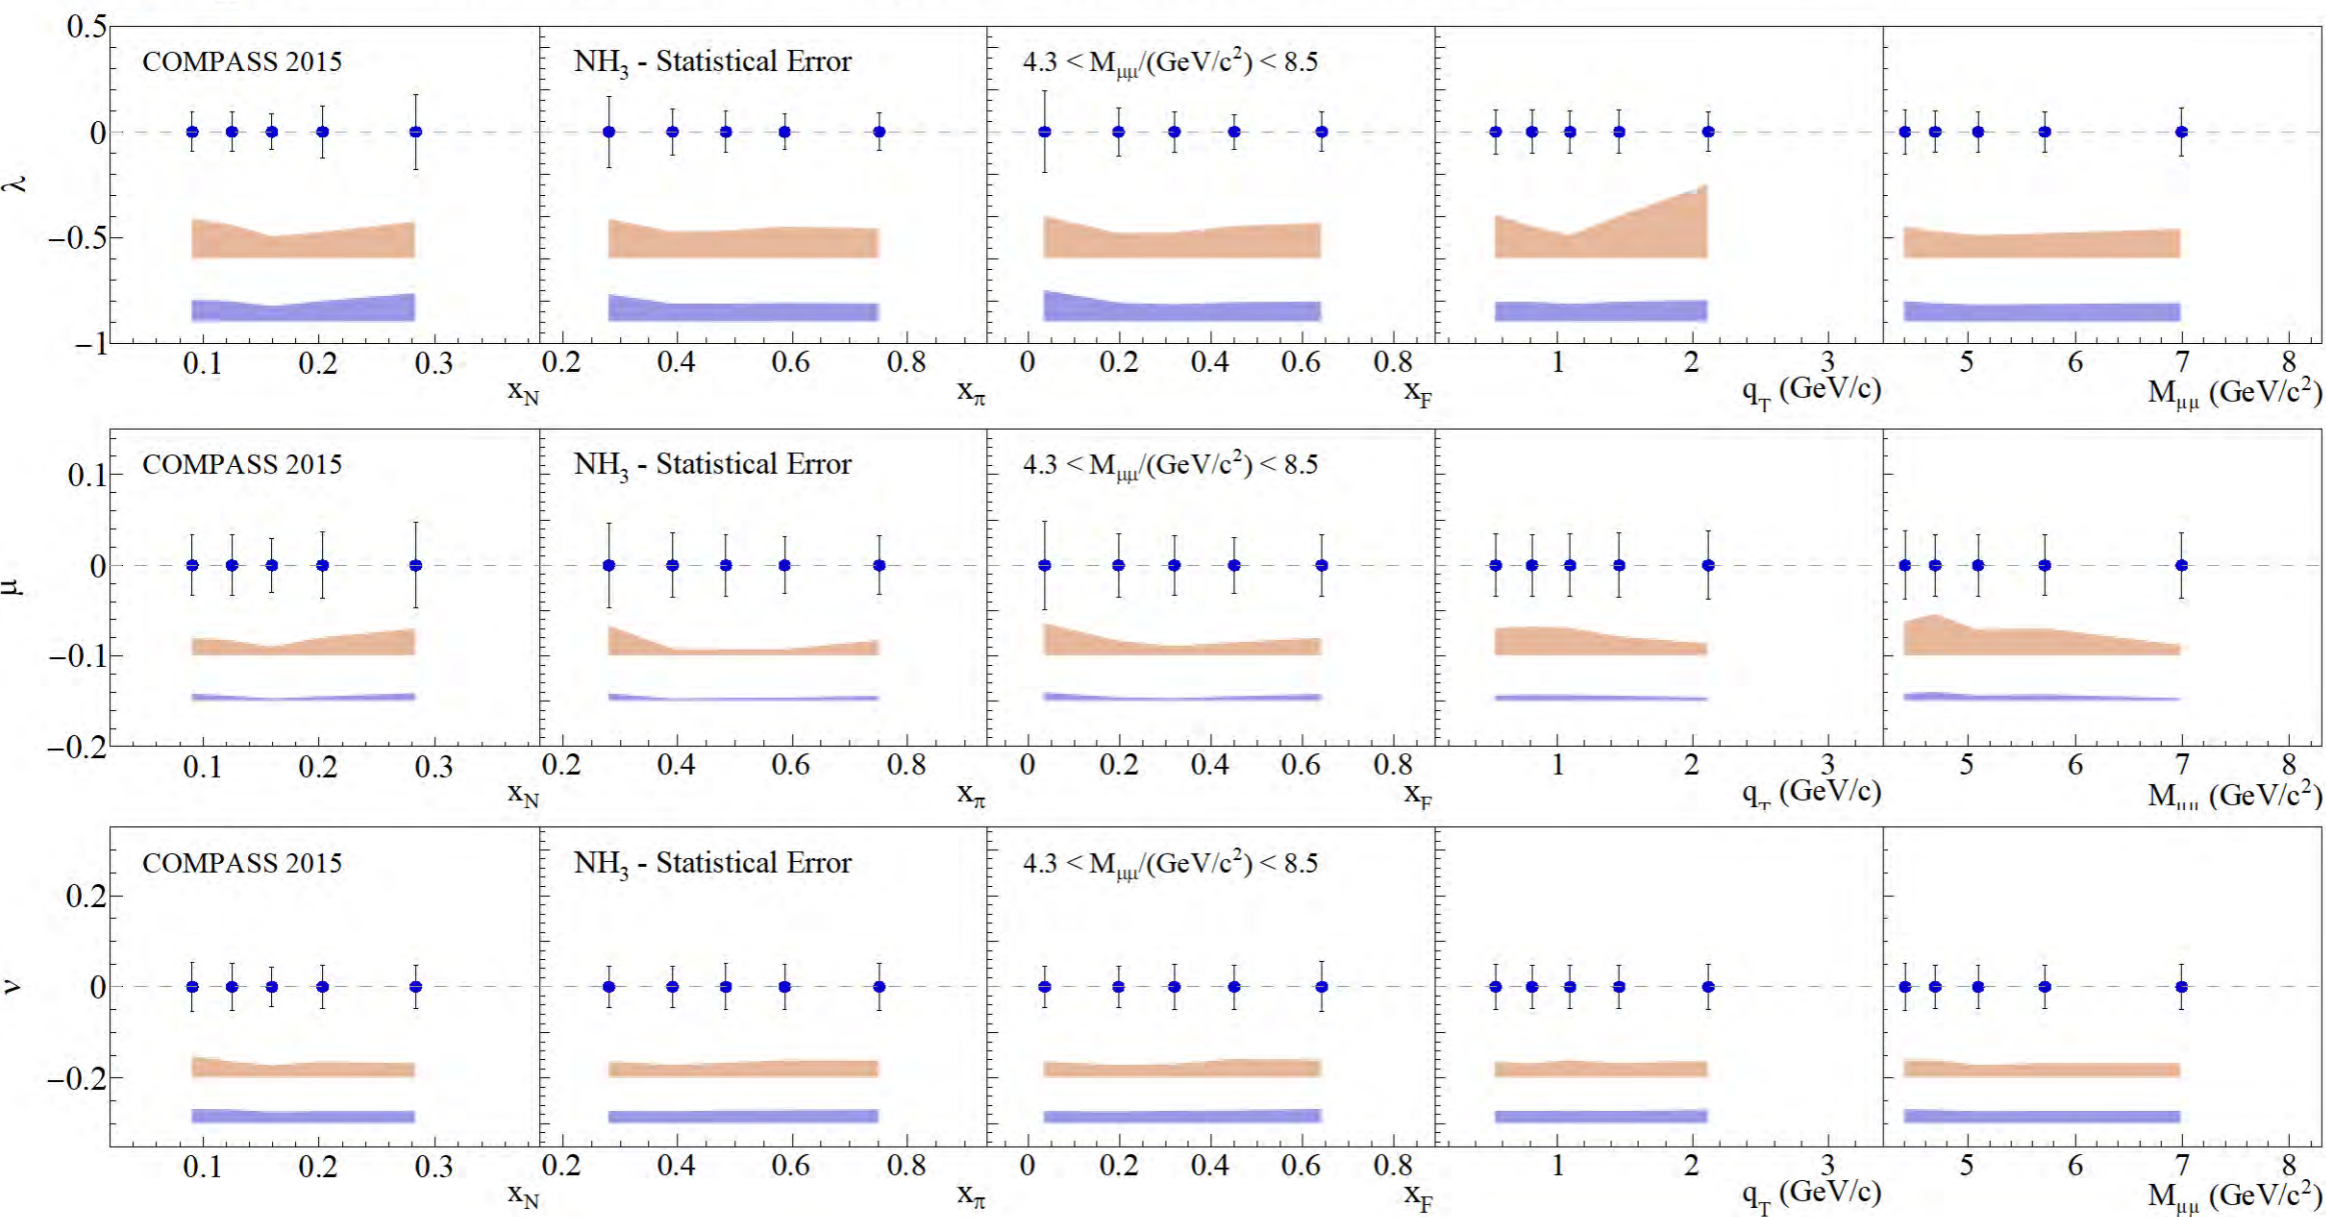 0.5
COMPASS 2015
NH3 - Statistical Error
4.3 < Mμμ/(GeV/c2) < 8.5
0
λ
−0.5
−1
0.1 0.2 0.3 0.2 0.4 0.6 0.8 0 0.2 0.4 0.6 0.8 1 2 3 5 6 7 8
xN xπ xF qT (GeV/c) Mμμ (GeV/c2)
COMPASS 2015
NH3 - Statistical Error
4.3 < Mμμ/(GeV/c2) < 8.5
0.1
0
μ
−0.1
−0.2
0.1 0.2 0.3 0.2 0.4 0.6 0.8 0 0.2 0.4 0.6 0.8 1 2 3 5 6 7 8
xN xπ xF qT (GeV/c) Mμμ (GeV/c2)
COMPASS 2015
NH3 - Statistical Error
4.3 < Mμμ/(GeV/c2) < 8.5
0.2
0
ν
−0.2
0.1 0.2 0.3 0.2 0.4 0.6 0.8 0 0.2 0.4 0.6 0.8 1 2 3 5 6 7 8
xN xπ xF qT (GeV/c) Mμμ (GeV/c2)